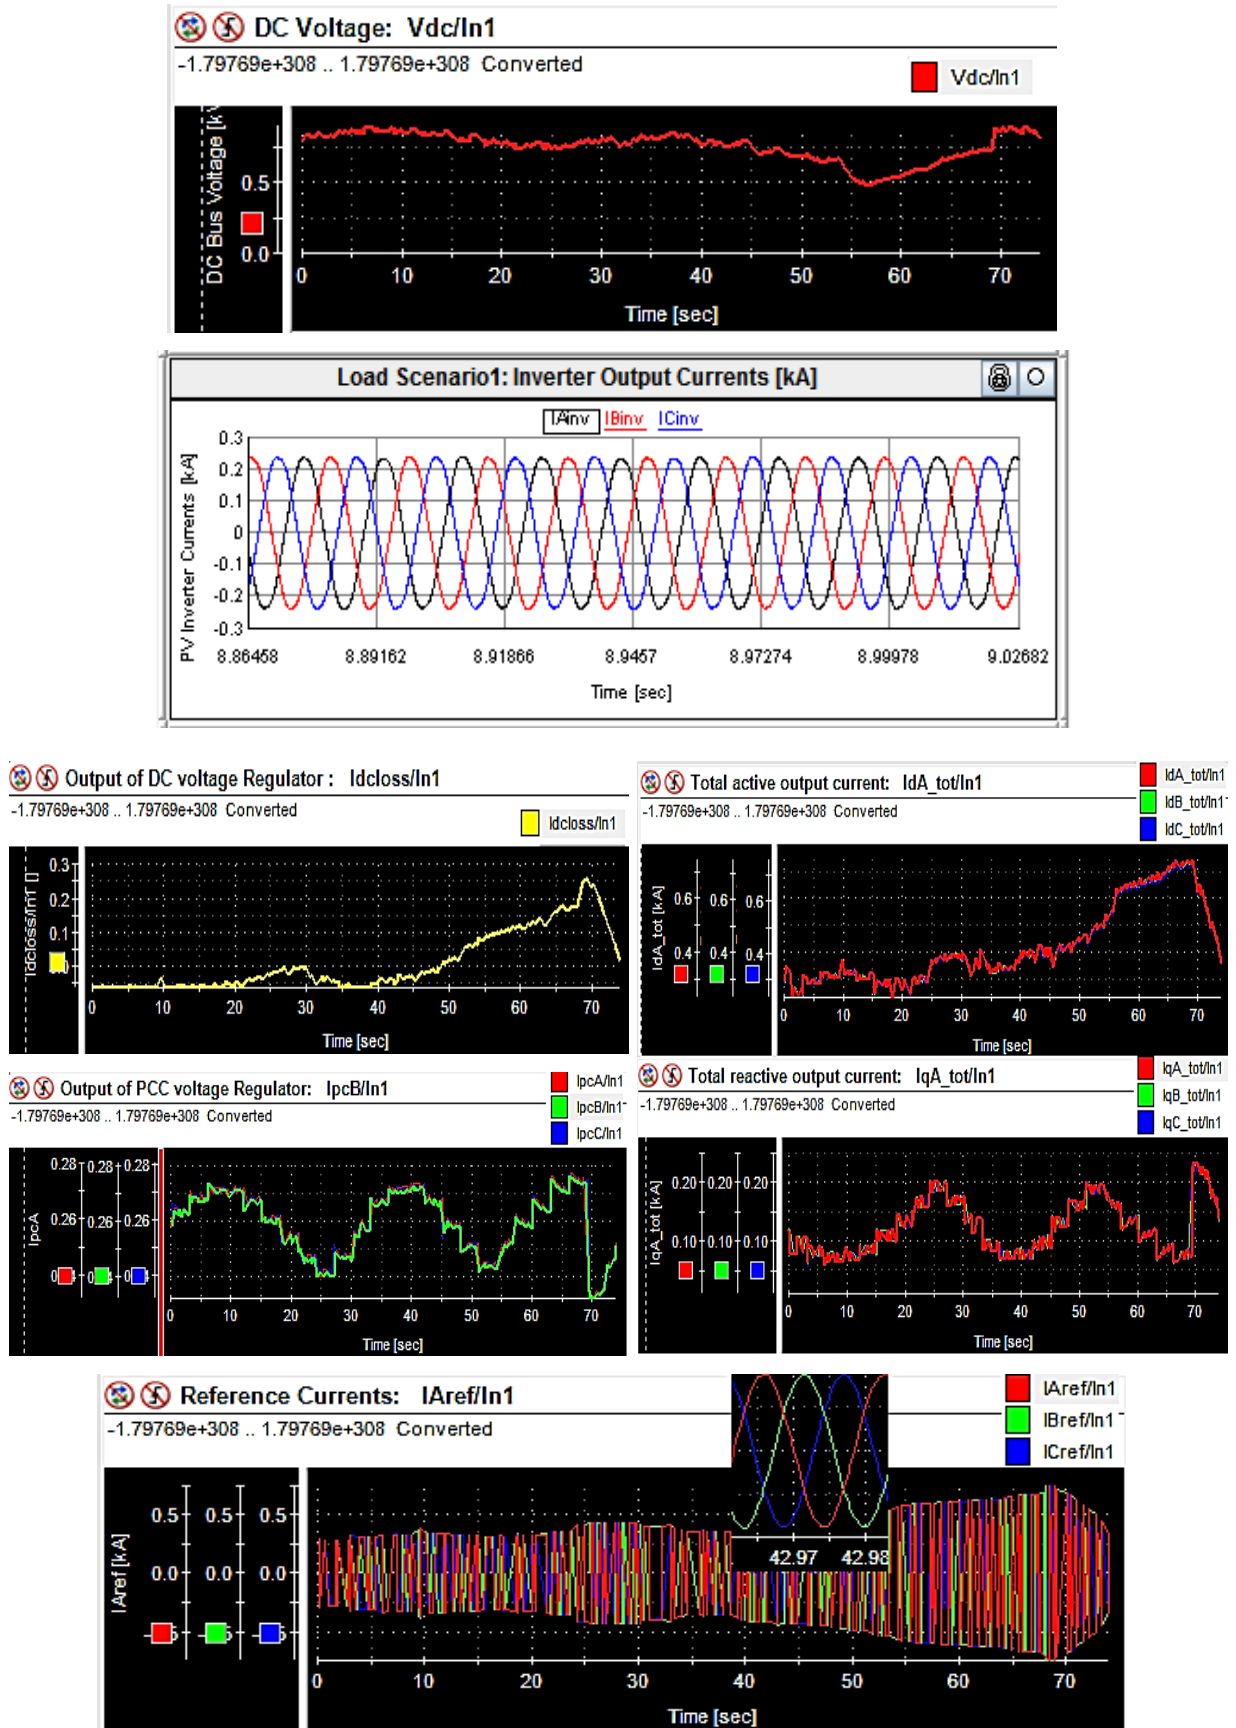 DC Voltage: Vdc/In1
-1.79769e+308 .. 1.79769e+308 Converted
Vdc/In1
DC Bus Voltage
0.5
0.0
0 10 20 30 40 50 60 70
Time [sec]
Load Scenario1: Inverter Output Currents [kA]
IAinv IBinv ICinv
PV Inverter Currents [kA]
0.3
0.2
0.1
0
-0.1
-0.2
-0.3
8.86458 8.89162 8.91866 8.9457 8.97274 8.99978 9.02682
Time [sec]
Output of DC voltage Regulator : Idcloss/In1
-1.79769e+308 .. 1.79769e+308 Converted
Idcloss/In1
Idcloss/In1 []
0.3
0.2
0.1
0 10 20 30 40 50 60 70
Time [sec]
Total active output current: IdA_tot/In1
-1.79769e+308 .. 1.79769e+308 Converted
IdA_tot/In1
IdB_tot/In1
IdC_tot/In1
IdA_tot [kA]
0.6 0.6 0.6
0.4 0.4 0.4
0 10 20 30 40 50 60 70
Time [sec]
Output of PCC voltage Regulator: IpcB/In1
-1.79769e+308 .. 1.79769e+308 Converted
IpcA/In1
IpcB/In1
IpcC/In1
IpcA
0.28 0.28 0.28
0.26 0.26 0.26
0 10 20 30 40 50 60 70
Time [sec]
Total reactive output current: IqA_tot/In1
-1.79769e+308 .. 1.79769e+308 Converted
IqA_tot/In1
IqB_tot/In1
IqC_tot/In1
IqA_tot [kA]
0.20 0.20 0.20
0.10 0.10 0.10
0 10 20 30 40 50 60 70
Time [sec]
Reference Currents: IAref/In1
-1.79769e+308 .. 1.79769e+308 Converted
IAref/In1
IBref/In1
ICref/In1
IAref [kA]
0.5 0.5 0.5
0.0 0.0 0.0
42.97 42.98
0 10 20 30 40 50 60 70
Time [sec]